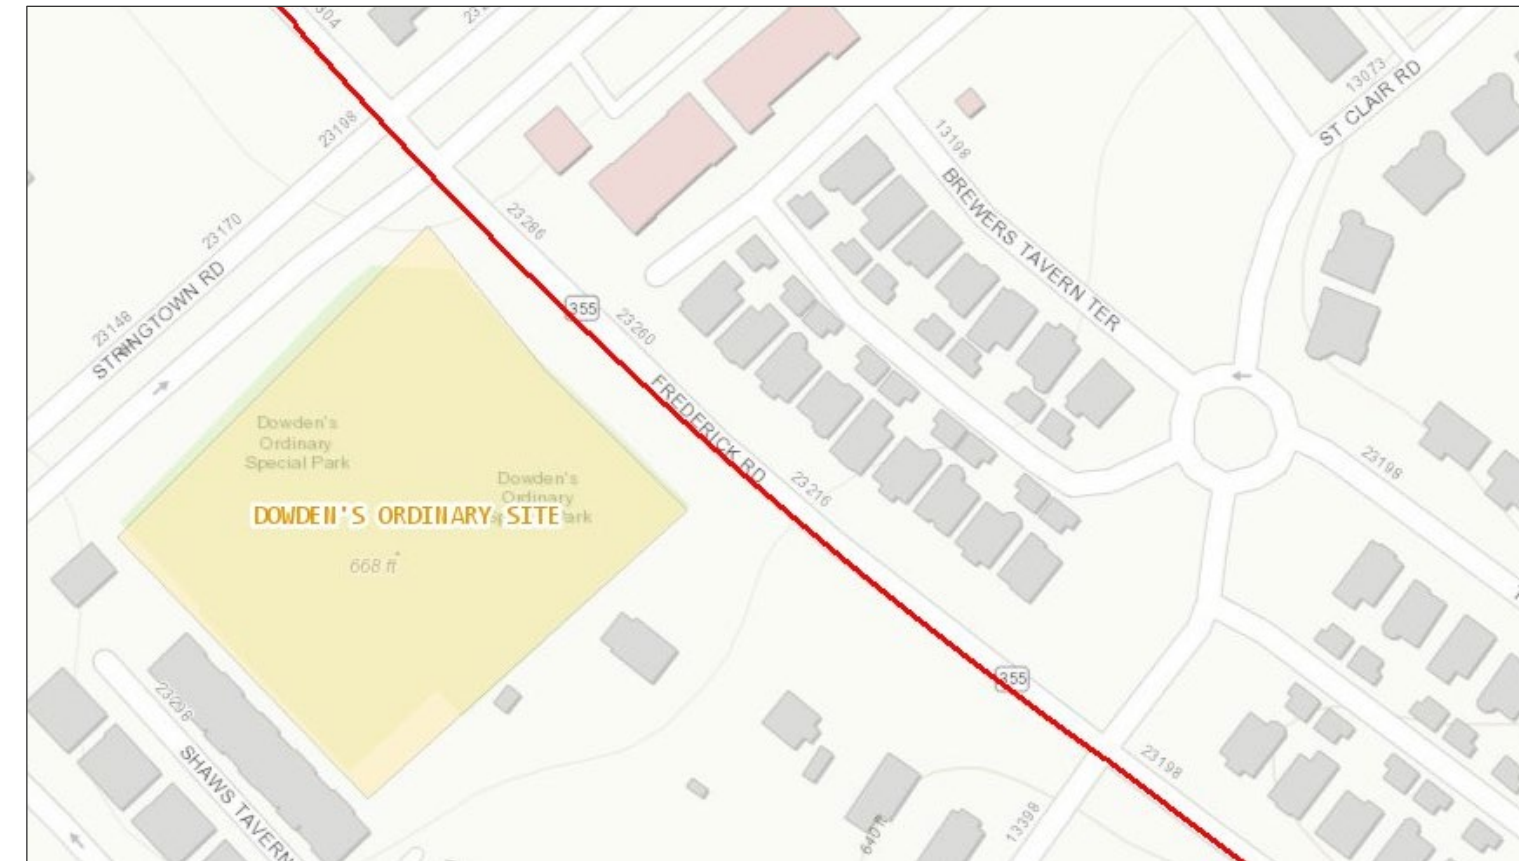 23198
13073
ST CLAIR RD
13198
BREWERS TAVERN TER
23170
23286
STRINGTOWN RD
23148
355
23260
FREDERICK RD
Dowden's
Ordinary
Special Park
Dowden's
Ordinary
DOWDEN'S ORDINARY SITE
668 ft
23216
23198
355
23298
SHAWS TAVERN
23198
13398